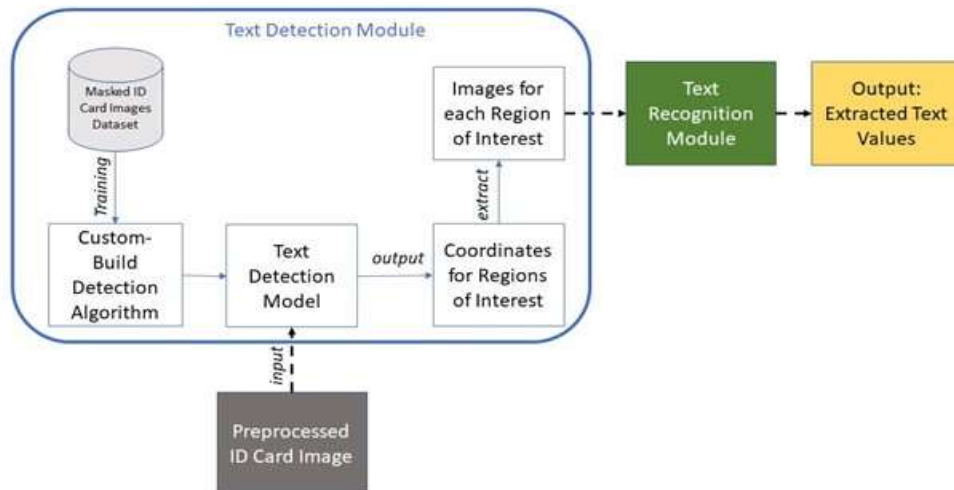 Text Detection Module
Masked ID
Card Images
Dataset
Training
Custom-
Build
Detection
Algorithm
Text
Detection
Model
output
Coordinates
for Regions
of Interest
extract
Images for
each Region
of Interest
Text
Recognition
Module
Output:
Extracted Text
Values
input
Preprocessed
ID Card Image